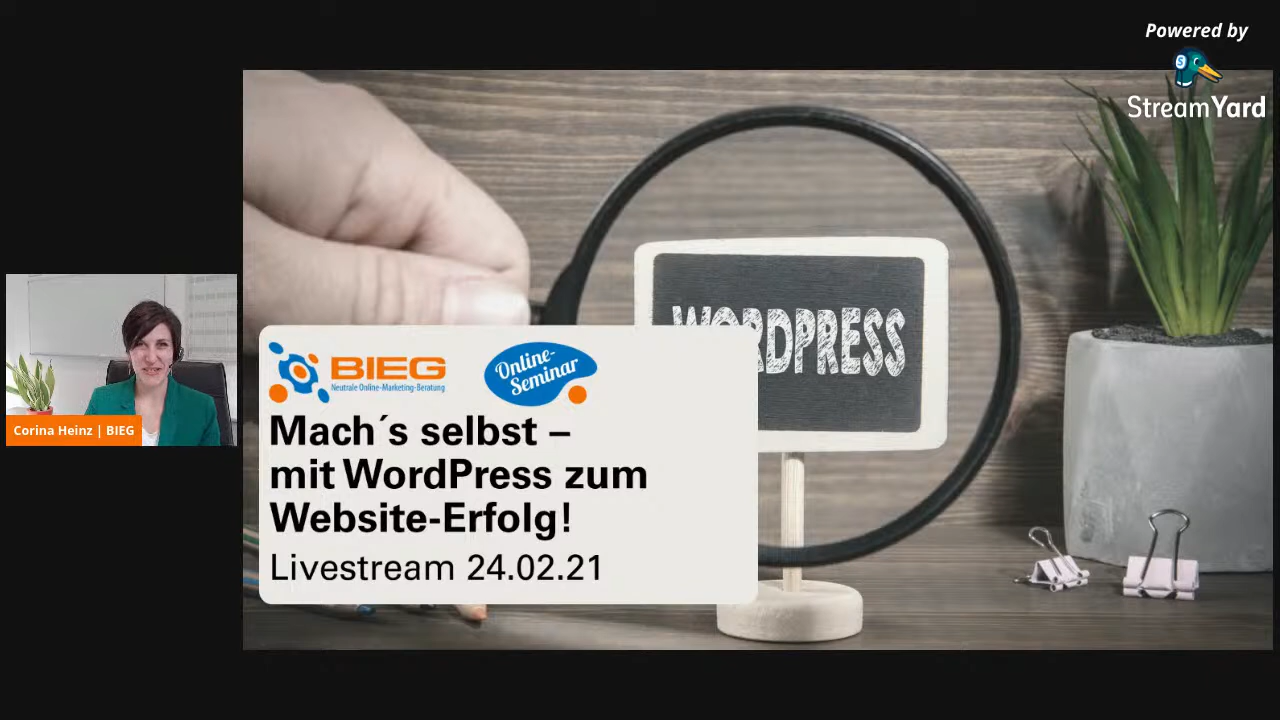 Powered by
StreamYard
WORDPRESS
BIEG
Neutrale Online-Marketing-Beratung
Online-
Seminar
Mach´s selbst –
mit WordPress zum
Website-Erfolg!
Livestream 24.02.21
Corina Heinz | BIEG